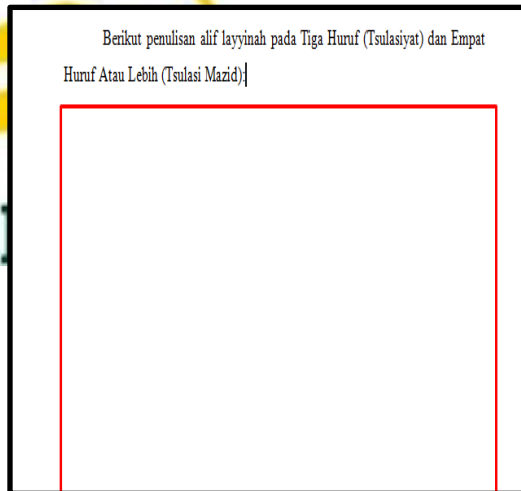 Berikut penulisan alif layyinah pada Tiga Huruf (Tsulasiyat) dan Empat
Huruf Atau Lebih (Tsulasi Mazid):